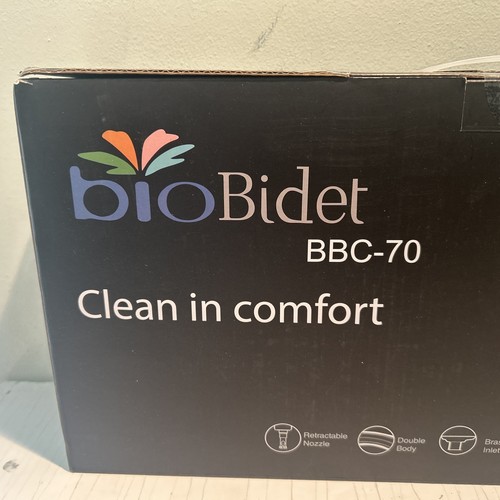 bioBidet
BBC-70
Clean in comfort
Retractable
Nozzle
Double
Body